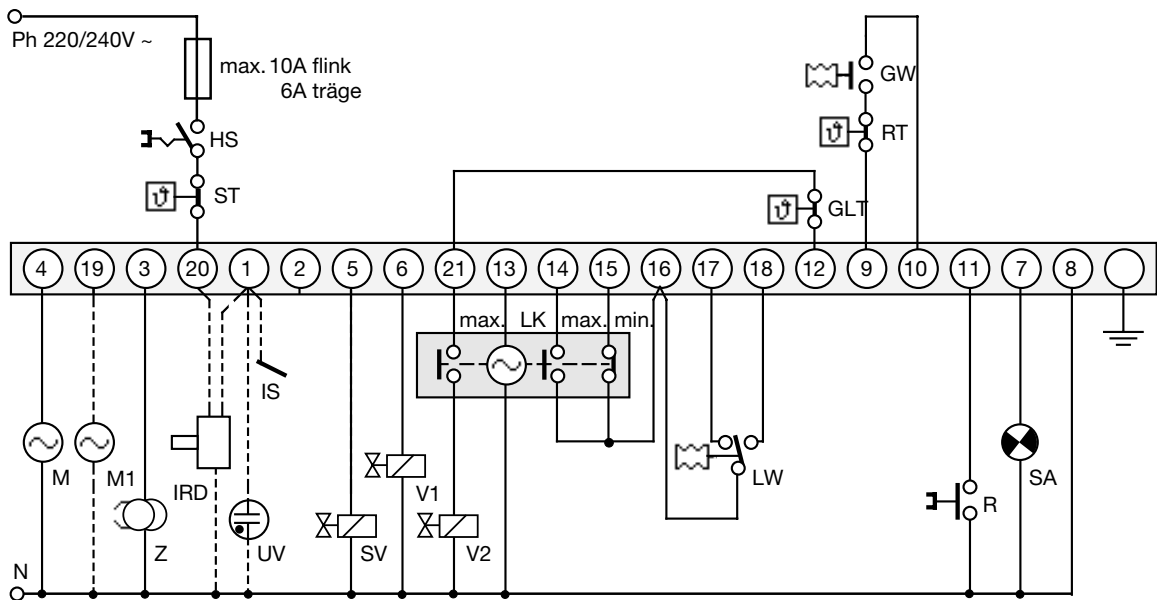 Ph 220/240V ~
max. 10A flink
6A träge
HS
ST
GW
RT
GLT
4 19 3 20 1 2 5 6 21 13 14 15 16 17 18 12 9 10 11 7 8
max. LK max. min.
IS
M
M1
IRD
Z
UV
SV
V1
V2
LW
R
SA
N
ϑ
ϑ
ϑ